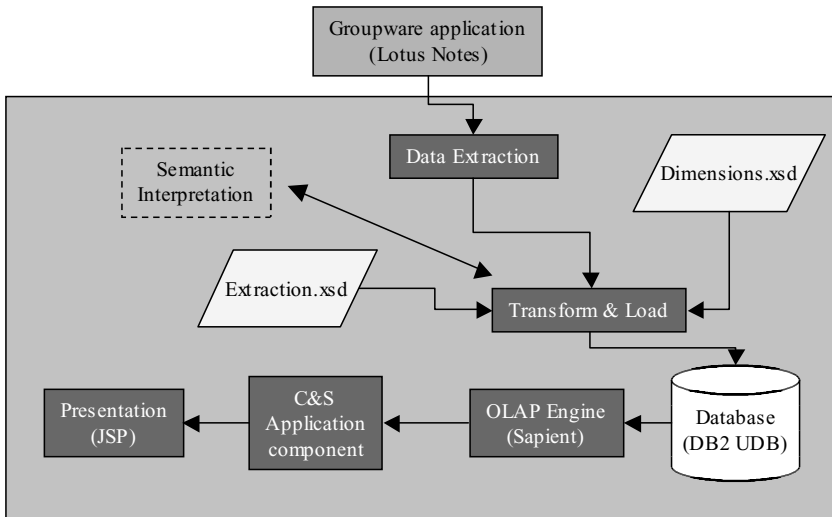 Groupware application
(Lotus Notes)
Data Extraction
Semantic
Interpretation
Dimensions.xsd
Extraction.xsd
Transform & Load
Presentation
(JSP)
C&S
Application
component
OLAP Engine
(Sapient)
Database
(DB2 UDB)